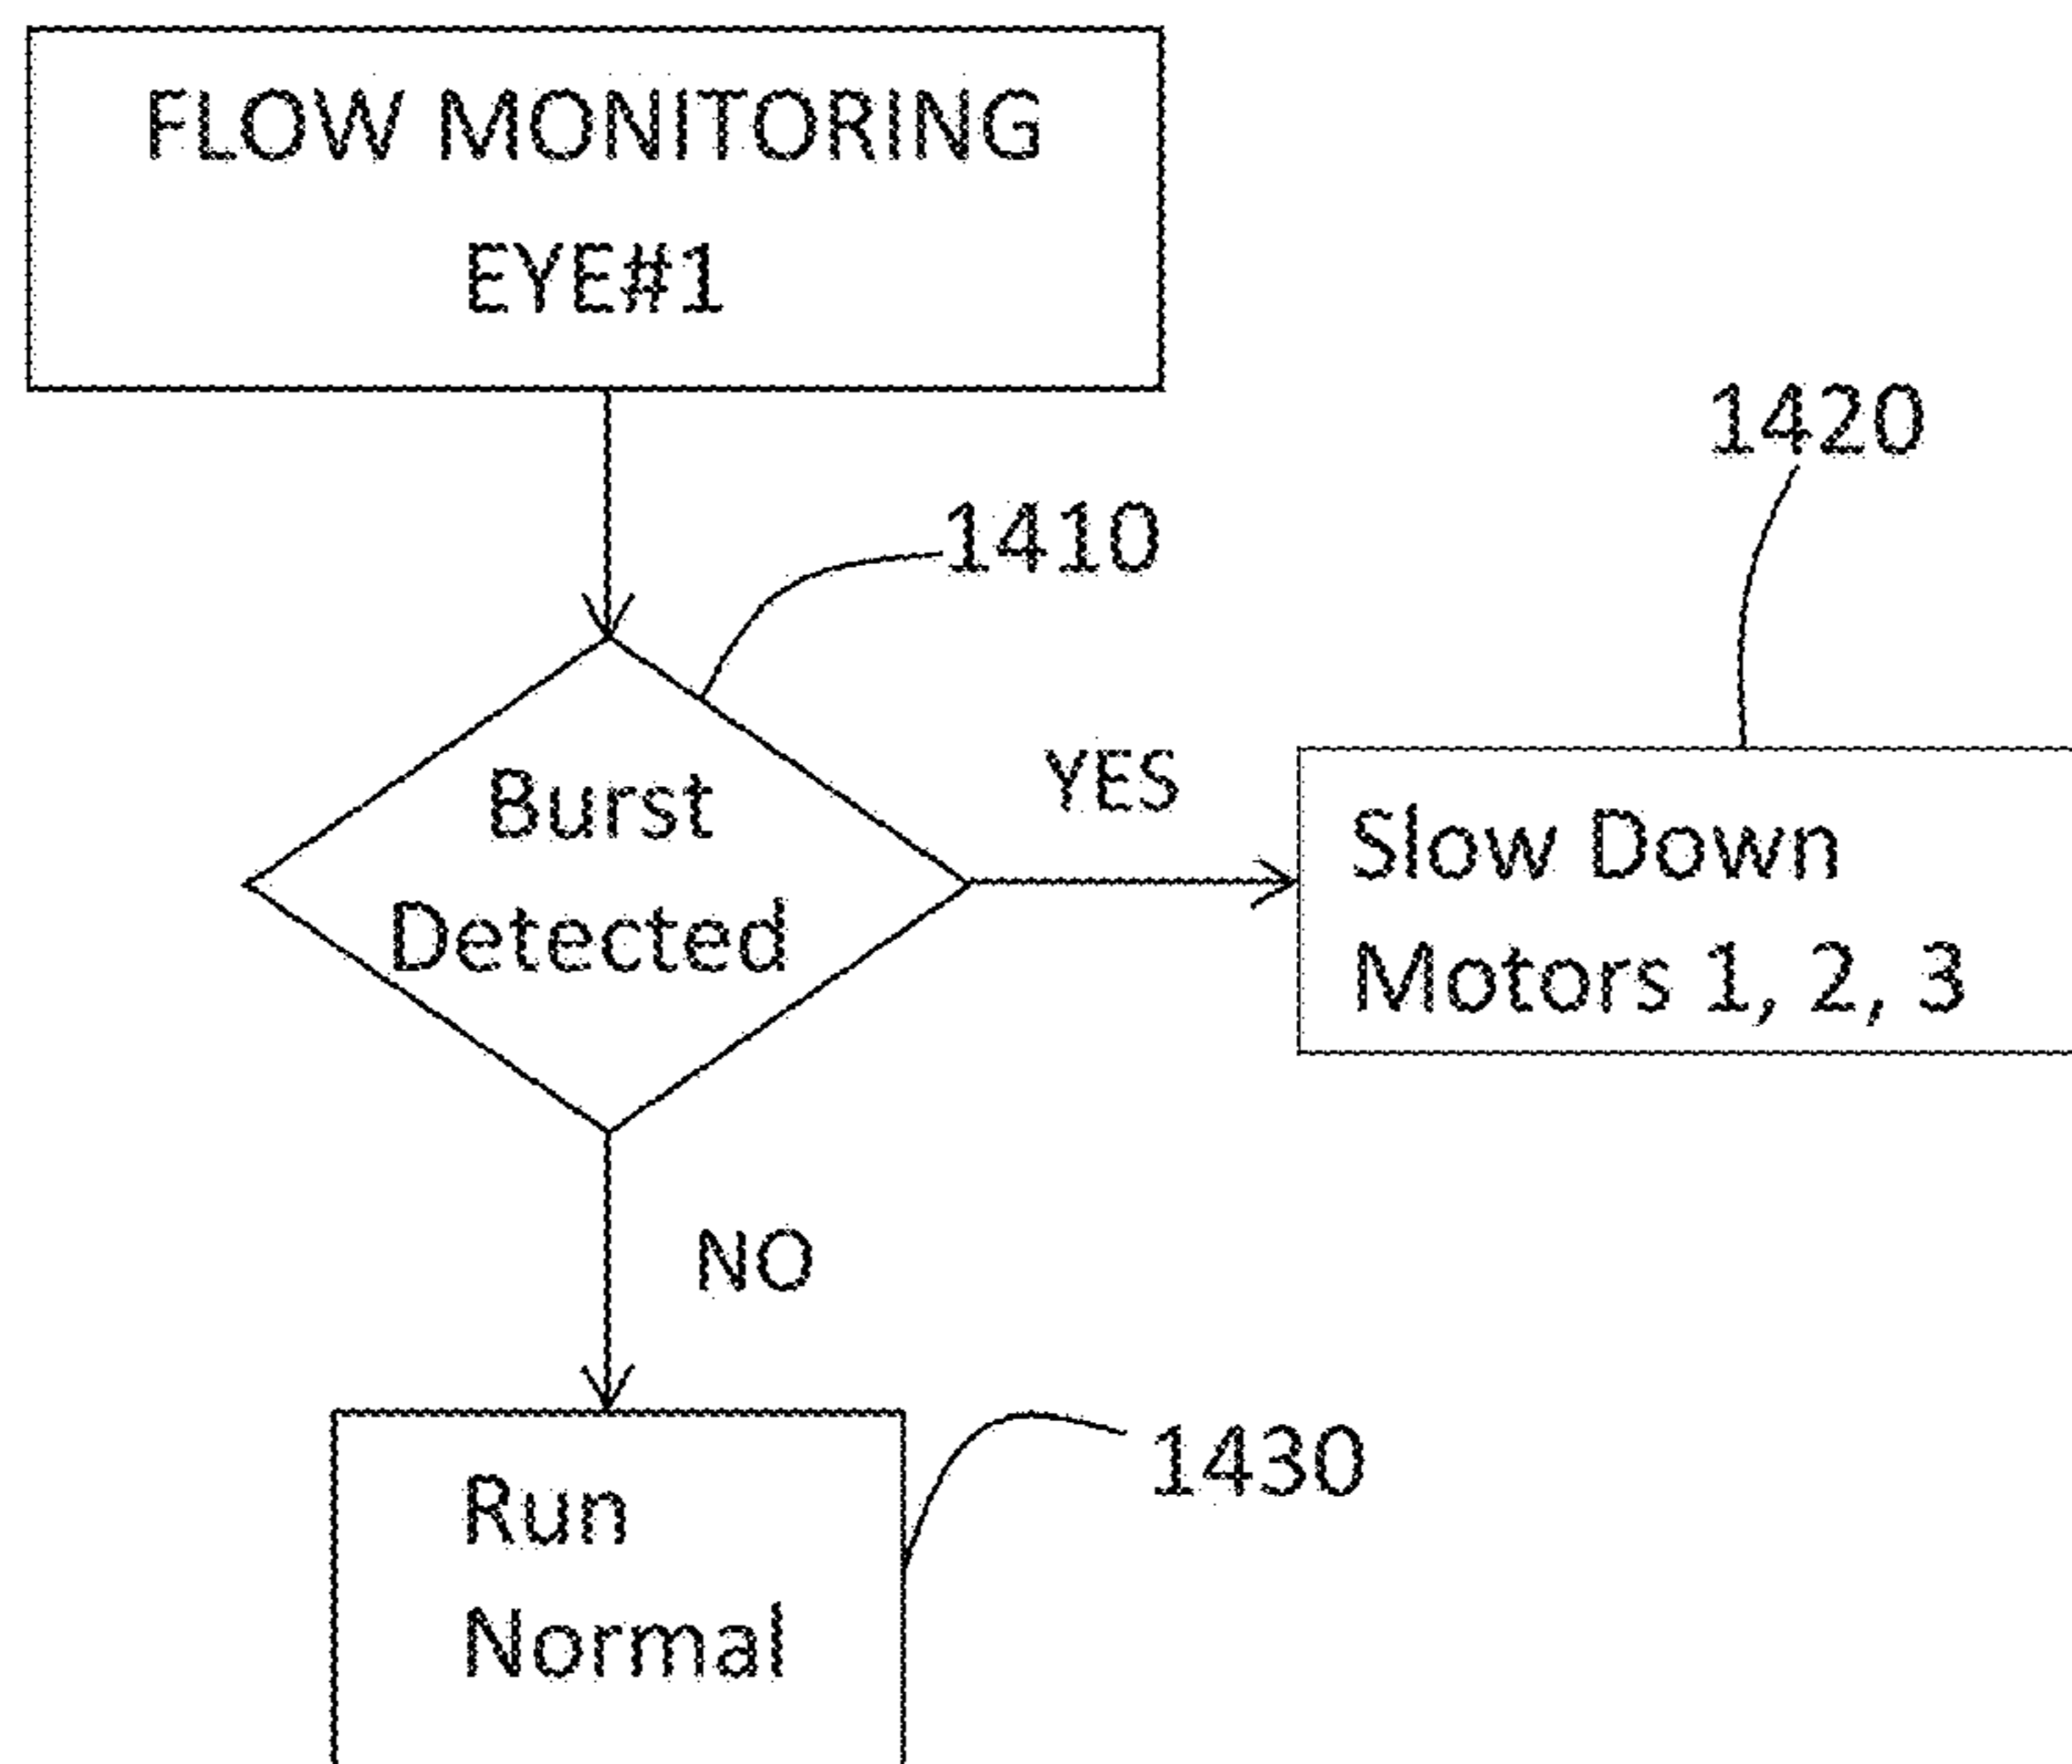 FLOW MONITORING
EYE#1
1420
1410
Burst
Detected
YES
Slow Down
Motors 1, 2, 3
NO
1430
Run
Normal